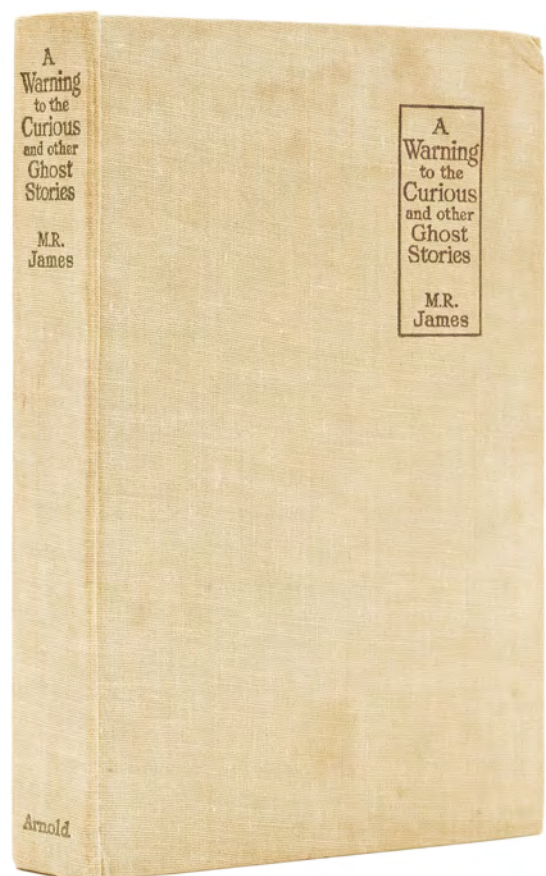 A
Warning
to the
Curious
and other
Ghost
Stories
M.R.
James
Arnold
A
Warning
to the
Curious
and other
Ghost
Stories
M.R.
James